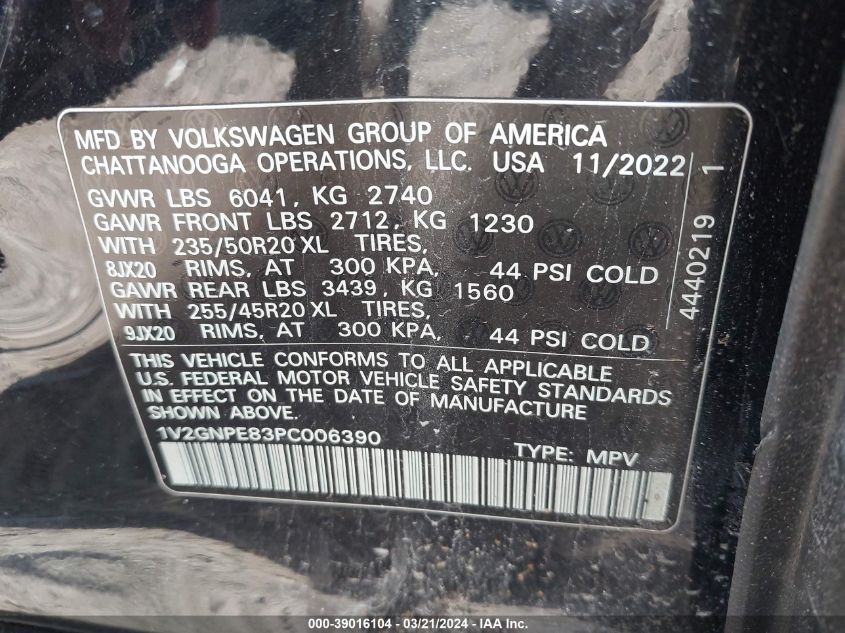 MFD BY VOLKSWAGEN GROUP OF AMERICA
CHATTANOOGA OPERATIONS, LLC. USA 11/2022
GVWR LBS 6041, KG 2740
GAWR FRONT LBS 2712, KG 1230
WITH 235/50R20 XL TIRES,
8JX20 RIMS, AT 300 KPA, 44 PSI COLD
GAWR REAR LBS 3439, KG 1560
WITH 255/45R20 XL TIRES,
9JX20 RIMS, AT 300 KPA, 44 PSI COLD
4440219 1
THIS VEHICLE CONFORMS TO ALL APPLICABLE
U.S. FEDERAL MOTOR VEHICLE SAFETY STANDARDS
IN EFFECT ON THE DATE OF MANUFACTURE
SHOWN ABOVE.
1V2GNPE83PC006390 TYPE: MPV
000-39016104 - 03/21/2024 - IAA Inc.